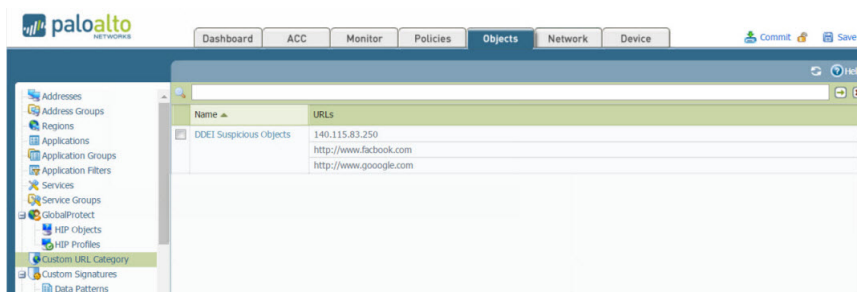 paloalto
NETWORKS
Dashboard ACC Monitor Policies Objects Network Device Commit Save
Help
Addresses
Address Groups
Regions
Applications
Application Groups
Application Filters
Services
Service Groups
GlobalProtect
HIP Objects
HIP Profiles
Custom URL Category
Custom Signatures
Data Patterns
Name URLs
DDEI Suspicious Objects 140.115.83.250
http://www.facbook.com
http://www.gooogle.com